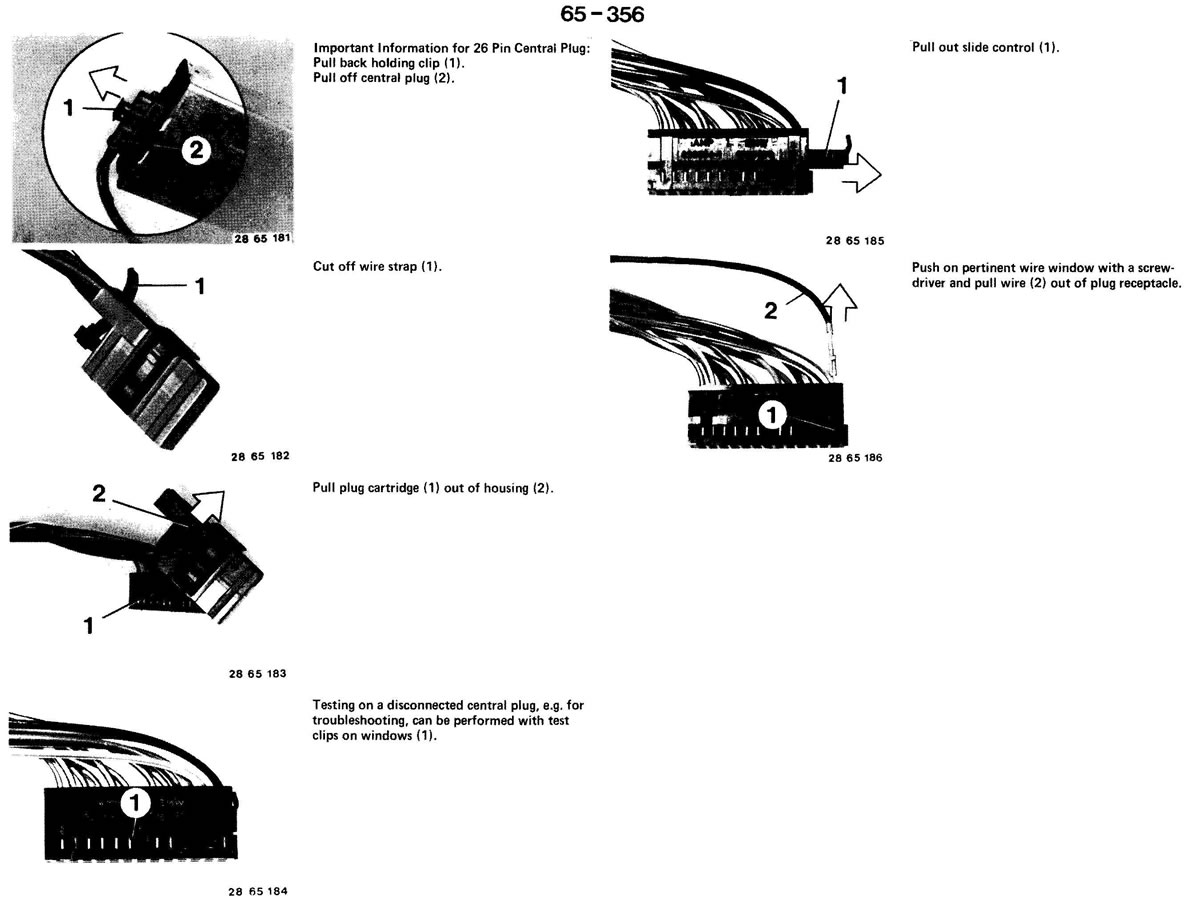 65-356
Important Information for 26 Pin Central Plug:
Pull back holding clip (1).
Pull off central plug (2).
1
2
28 65 181
Cut off wire strap (1).
1
28 65 182
Pull plug cartridge (1) out of housing (2).
2
1
28 65 183
Testing on a disconnected central plug, e.g. for
troubleshooting, can be performed with test
clips on windows (1).
1
28 65 184
Pull out slide control (1).
1
28 65 185
Push on pertinent wire window with a screw-
driver and pull wire (2) out of plug receptacle.
2
1
28 65 186